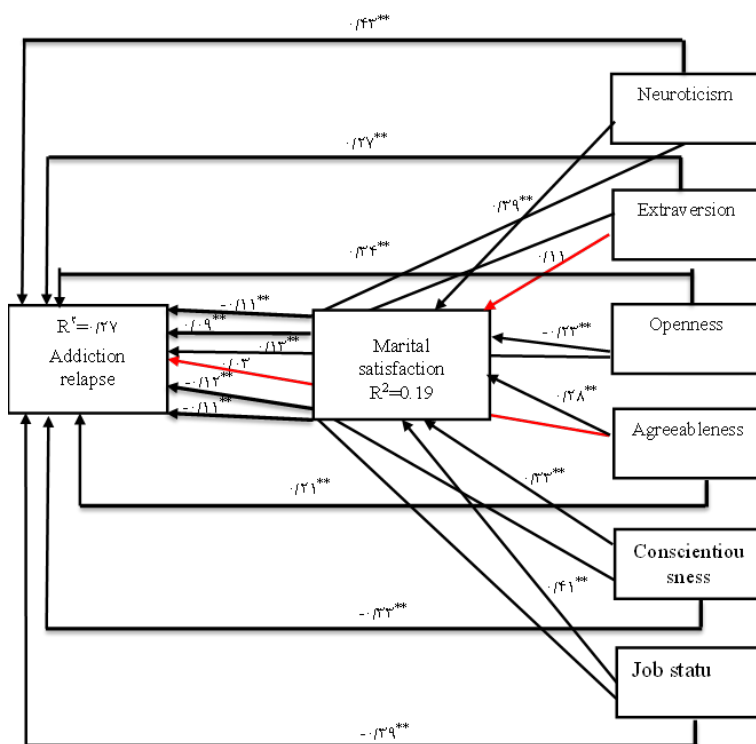 ۰/۴۳**
Neuroticism
۰/۲۷**
۰/۳۹**
Extraversion
۰/۳۴**
۰/۱۱
-۰/۱۱**
R²=۰/۲۷
۰/۰۹**
۰/۱۳**
Addiction
relapse
۰/۰۳
-۰/۱۲**
-۰/۱۱**
Marital
satisfaction
R²=0.19
-۰/۲۳**
Openness
۰/۲۸**
Agreeableness
۰/۲۱**
۰/۳۳**
Conscientiou
sness
-۰/۳۳**
۰/۴۱**
Job statu
-۰/۳۹**